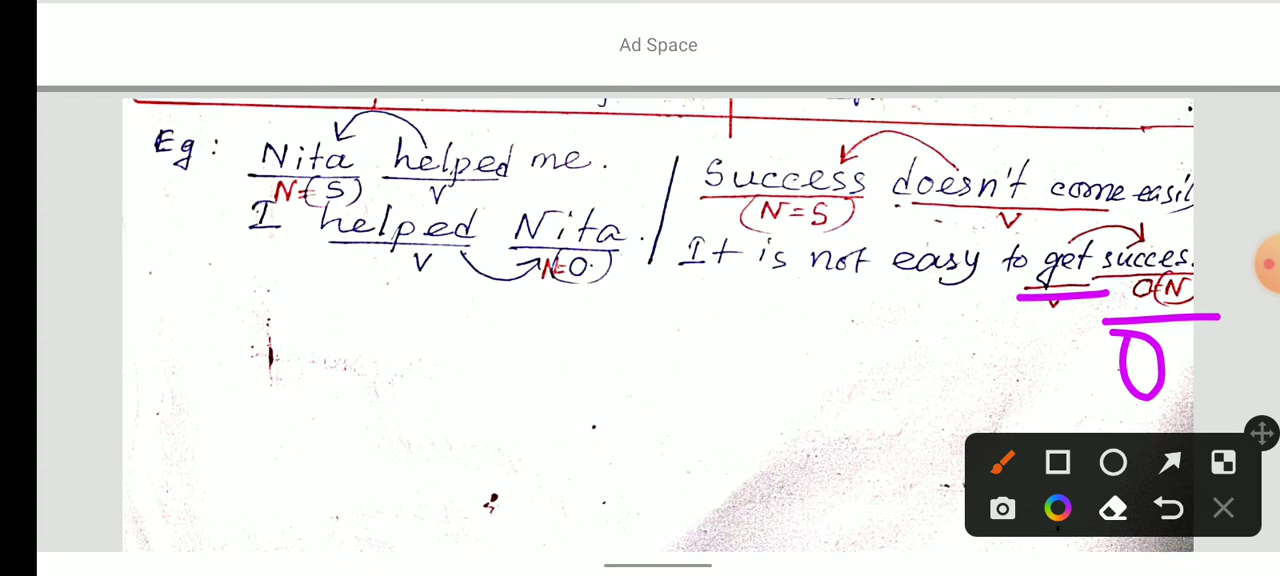 Ad Space
Eg: Nita helped me.
N=(S) V
I helped Nita.
V N=O.
Success doesn't come easil
(N=S) V
It is not easy to get succes.
V O=N
O